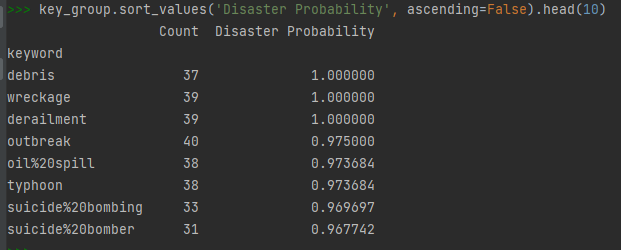 >>> key_group.sort_values('Disaster Probability', ascending=False).head(10)
Count Disaster Probability
keyword
debris 37 1.000000
wreckage 39 1.000000
derailment 39 1.000000
outbreak 40 0.975000
oil%20spill 38 0.973684
typhoon 38 0.973684
suicide%20bombing 33 0.969697
suicide%20bomber 31 0.967742